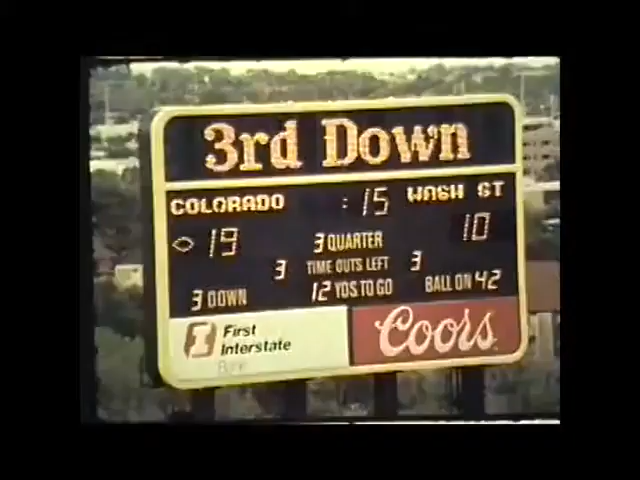 3rd Down
COLORADO :15 WASH ST
19 3 QUARTER 10
3 TIME OUTS LEFT 3
3 DOWN 12 YDS TO GO BALL ON 42
First
Interstate
Bank
Coors